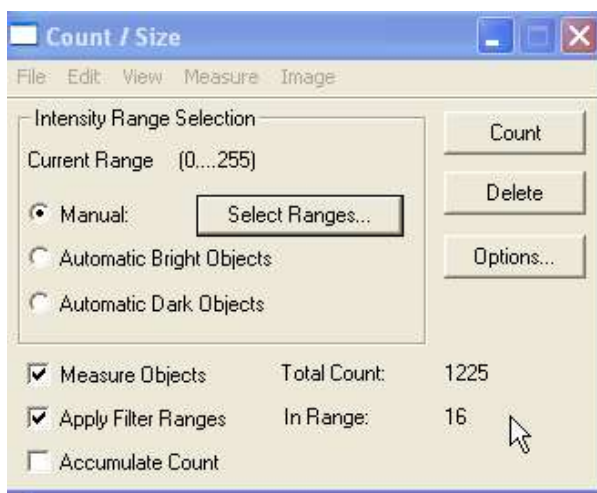 Count / Size
File Edit View Measure Image
Intensity Range Selection
Current Range (0....255)
Manual: Select Ranges...
Automatic Bright Objects
Automatic Dark Objects
Count
Delete
Options...
Measure Objects Total Count: 1225
Apply Filter Ranges In Range: 16
Accumulate Count